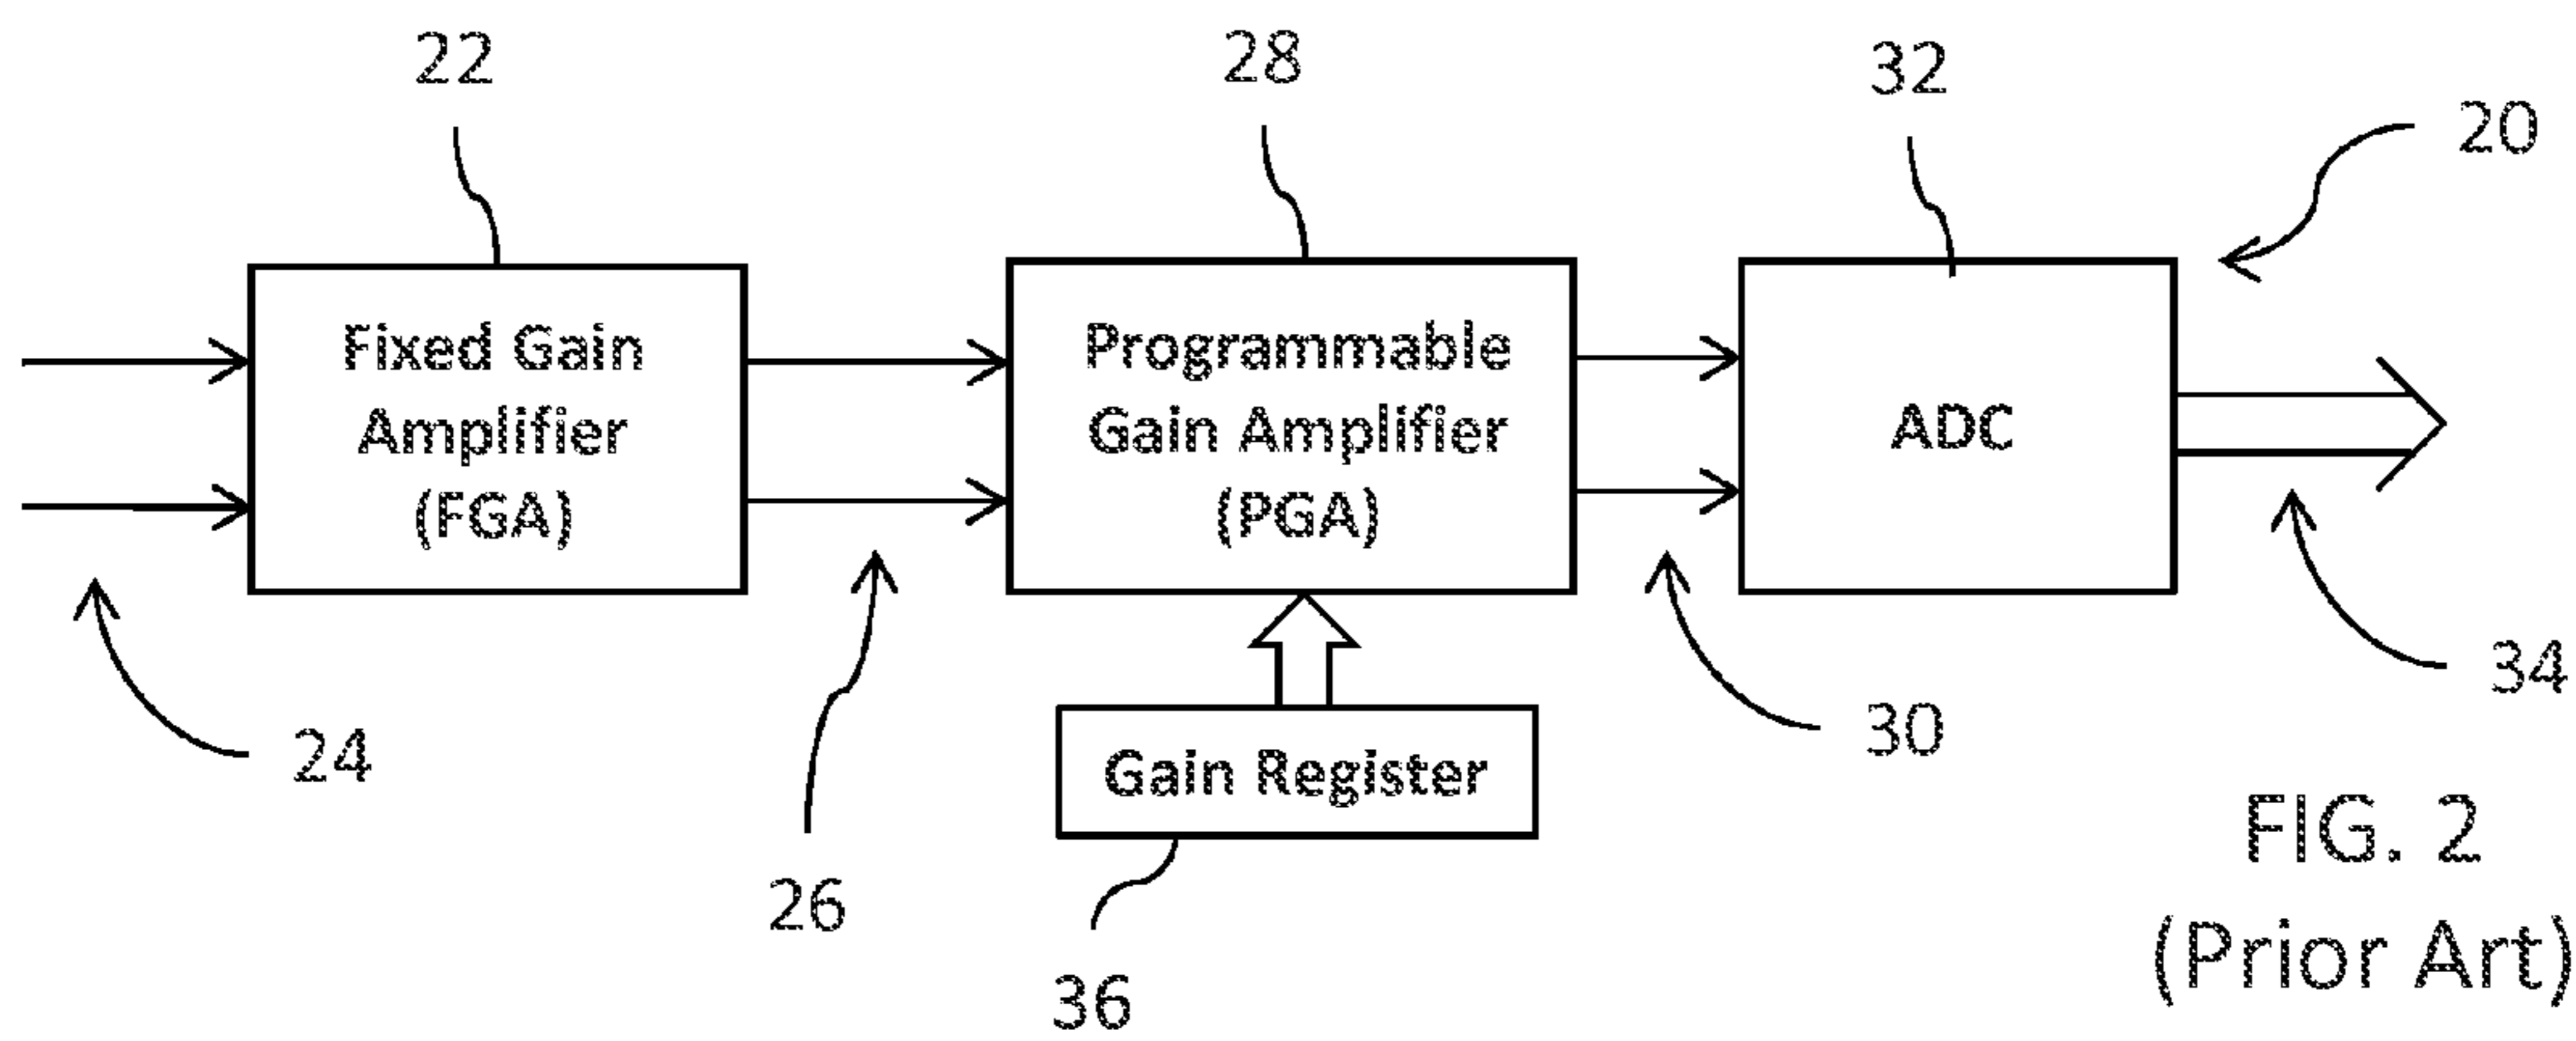 22
28
32
20
Fixed Gain
Amplifier
(FGA)
Programmable
Gain Amplifier
(PGA)
ADC
24
26
30
34
Gain Register
36
FIG. 2
(Prior Art)